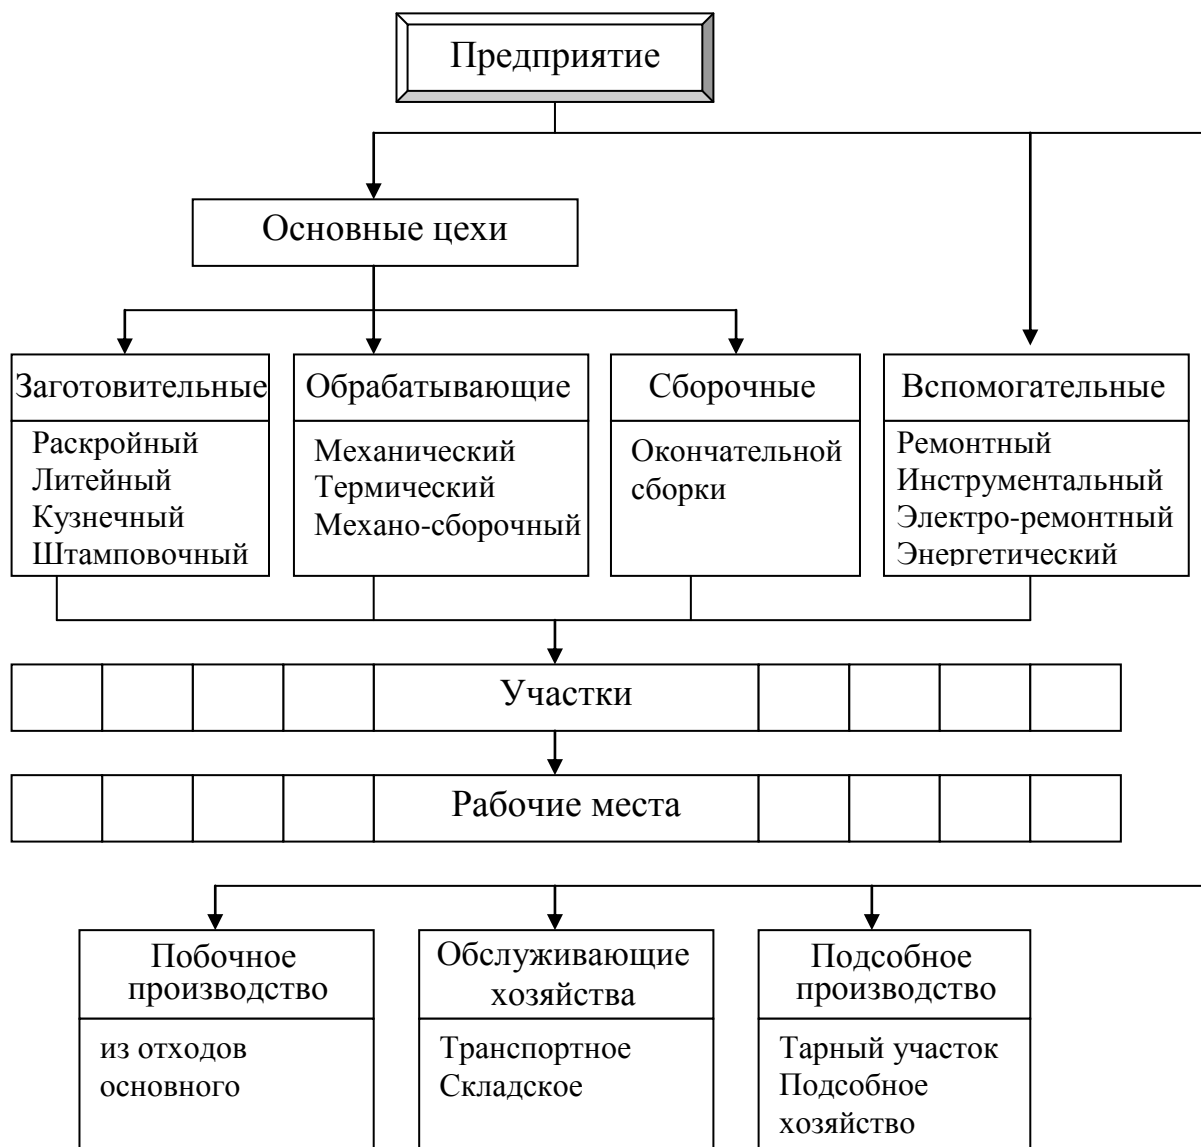 Предприятие
Основные цехи
Заготовительные
Раскройный
Литейный
Кузнечный
Штамповочный
Обрабатывающие
Механический
Термический
Механо-сборочный
Сборочные
Окончательной
сборки
Вспомогательные
Ремонтный
Инструментальный
Электро-ремонтный
Энергетический
Участки
Рабочие места
Побочное
производство
из отходов
основного
Обслуживающие
хозяйства
Транспортное
Складское
Подсобное
производство
Тарный участок
Подсобное
хозяйство